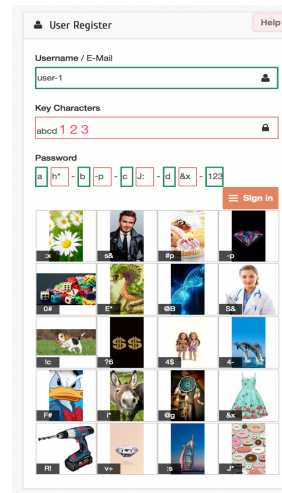 User Register
Help
Username / E-Mail
user-1
Key Characters
abcd 1 2 3
Password
a h* - b -p - c J: - d &x - 123
Sign in
:x s& #p -p
0# E* @B S&
!c ?6 4$ 4-
F# i* @g &x
R! v+ :s J*